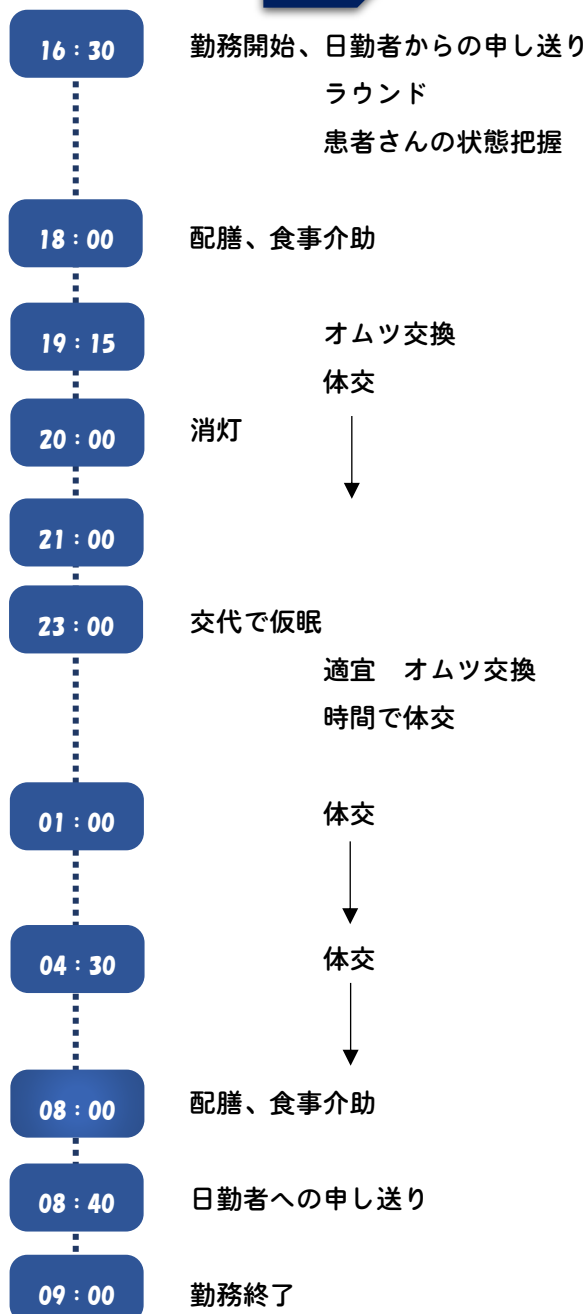 16：30 勤務開始、日勤者からの申し送り
ラウンド
患者さんの状態把握
18：00 配膳、食事介助
19：15 オムツ交換
体交
20：00 消灯
21：00
23：00 交代で仮眠
適宜　オムツ交換
時間で体交
01：00 体交
04：30 体交
08：00 配膳、食事介助
08：40 日勤者への申し送り
09：00 勤務終了